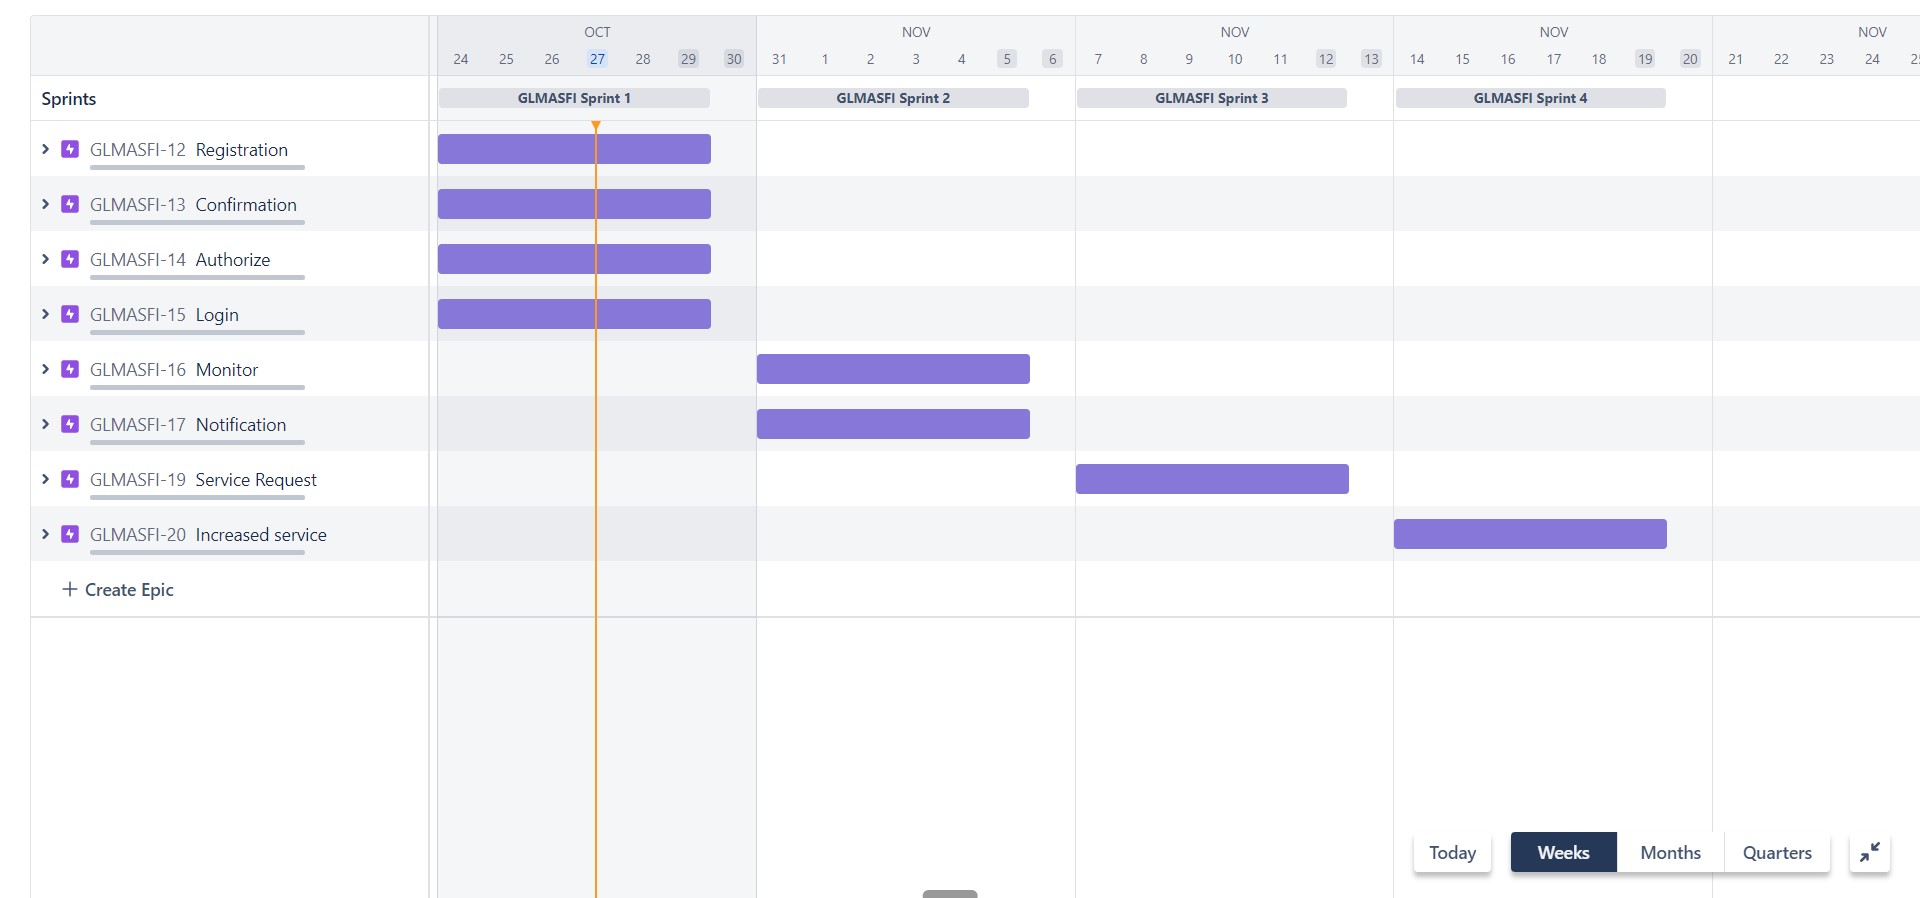 OCT NOV NOV NOV NOV
24 25 26 27 28 29 30 31 1 2 3 4 5 6 7 8 9 10 11 12 13 14 15 16 17 18 19 20 21 22 23 24
Sprints GLMASFI Sprint 1 GLMASFI Sprint 2 GLMASFI Sprint 3 GLMASFI Sprint 4
GLMASFI-12 Registration
GLMASFI-13 Confirmation
GLMASFI-14 Authorize
GLMASFI-15 Login
GLMASFI-16 Monitor
GLMASFI-17 Notification
GLMASFI-19 Service Request
GLMASFI-20 Increased service
+ Create Epic
Today Weeks Months Quarters